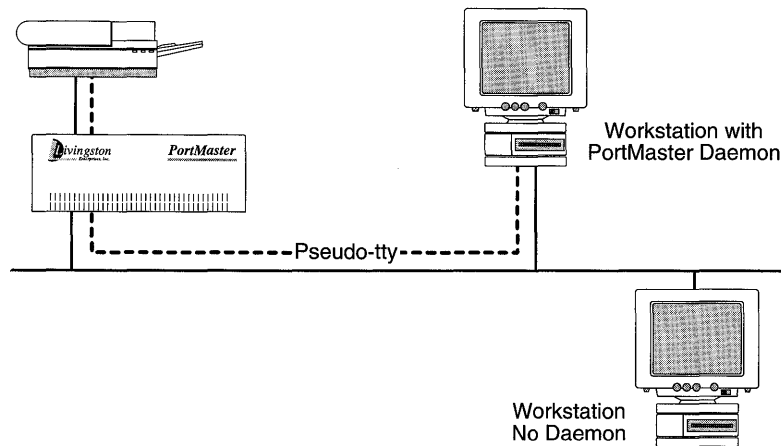 Livingston PortMaster
Enterprises, Inc.
Workstation with
PortMaster Daemon
Pseudo-tty
Workstation
No Daemon